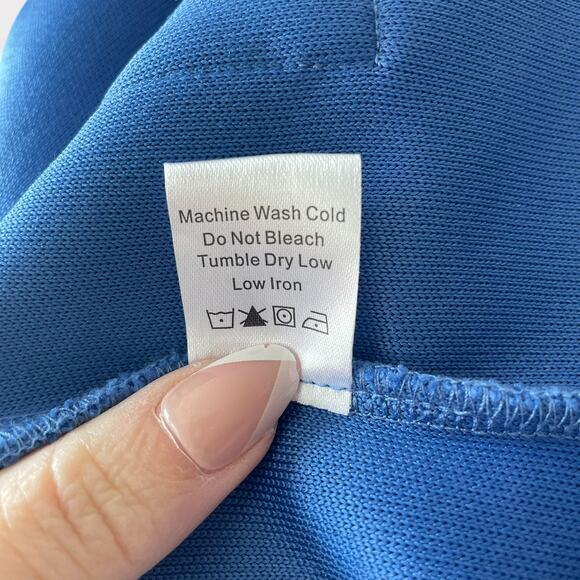 Machine Wash Cold
Do Not Bleach
Tumble Dry Low
Low Iron